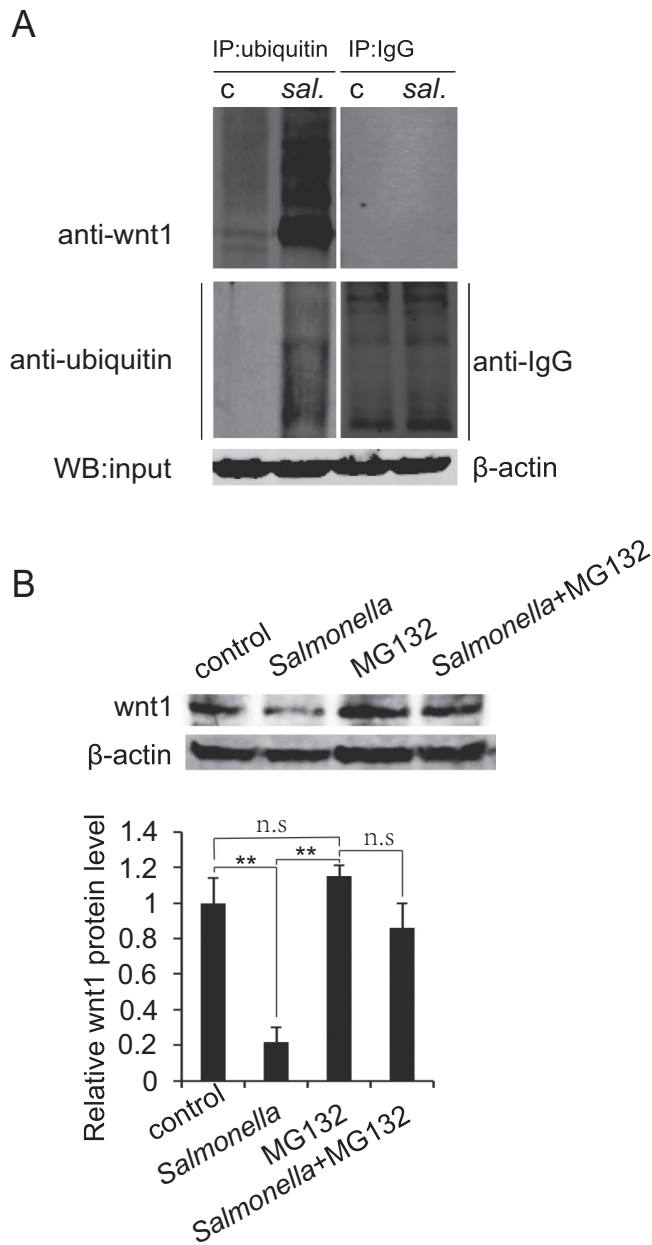 A
IP:ubiquitin IP:IgG
c sal. c sal.
anti-wnt1
anti-ubiquitin anti-IgG
WB:input β-actin
B
control Salmonella MG132 Salmonella+MG132
wnt1
β-actin
Relative wnt1 protein level
1.4
1.2
1
0.8
0.6
0.4
0.2
0
n.s
** ** n.s
control Salmonella MG132 Salmonella+MG132